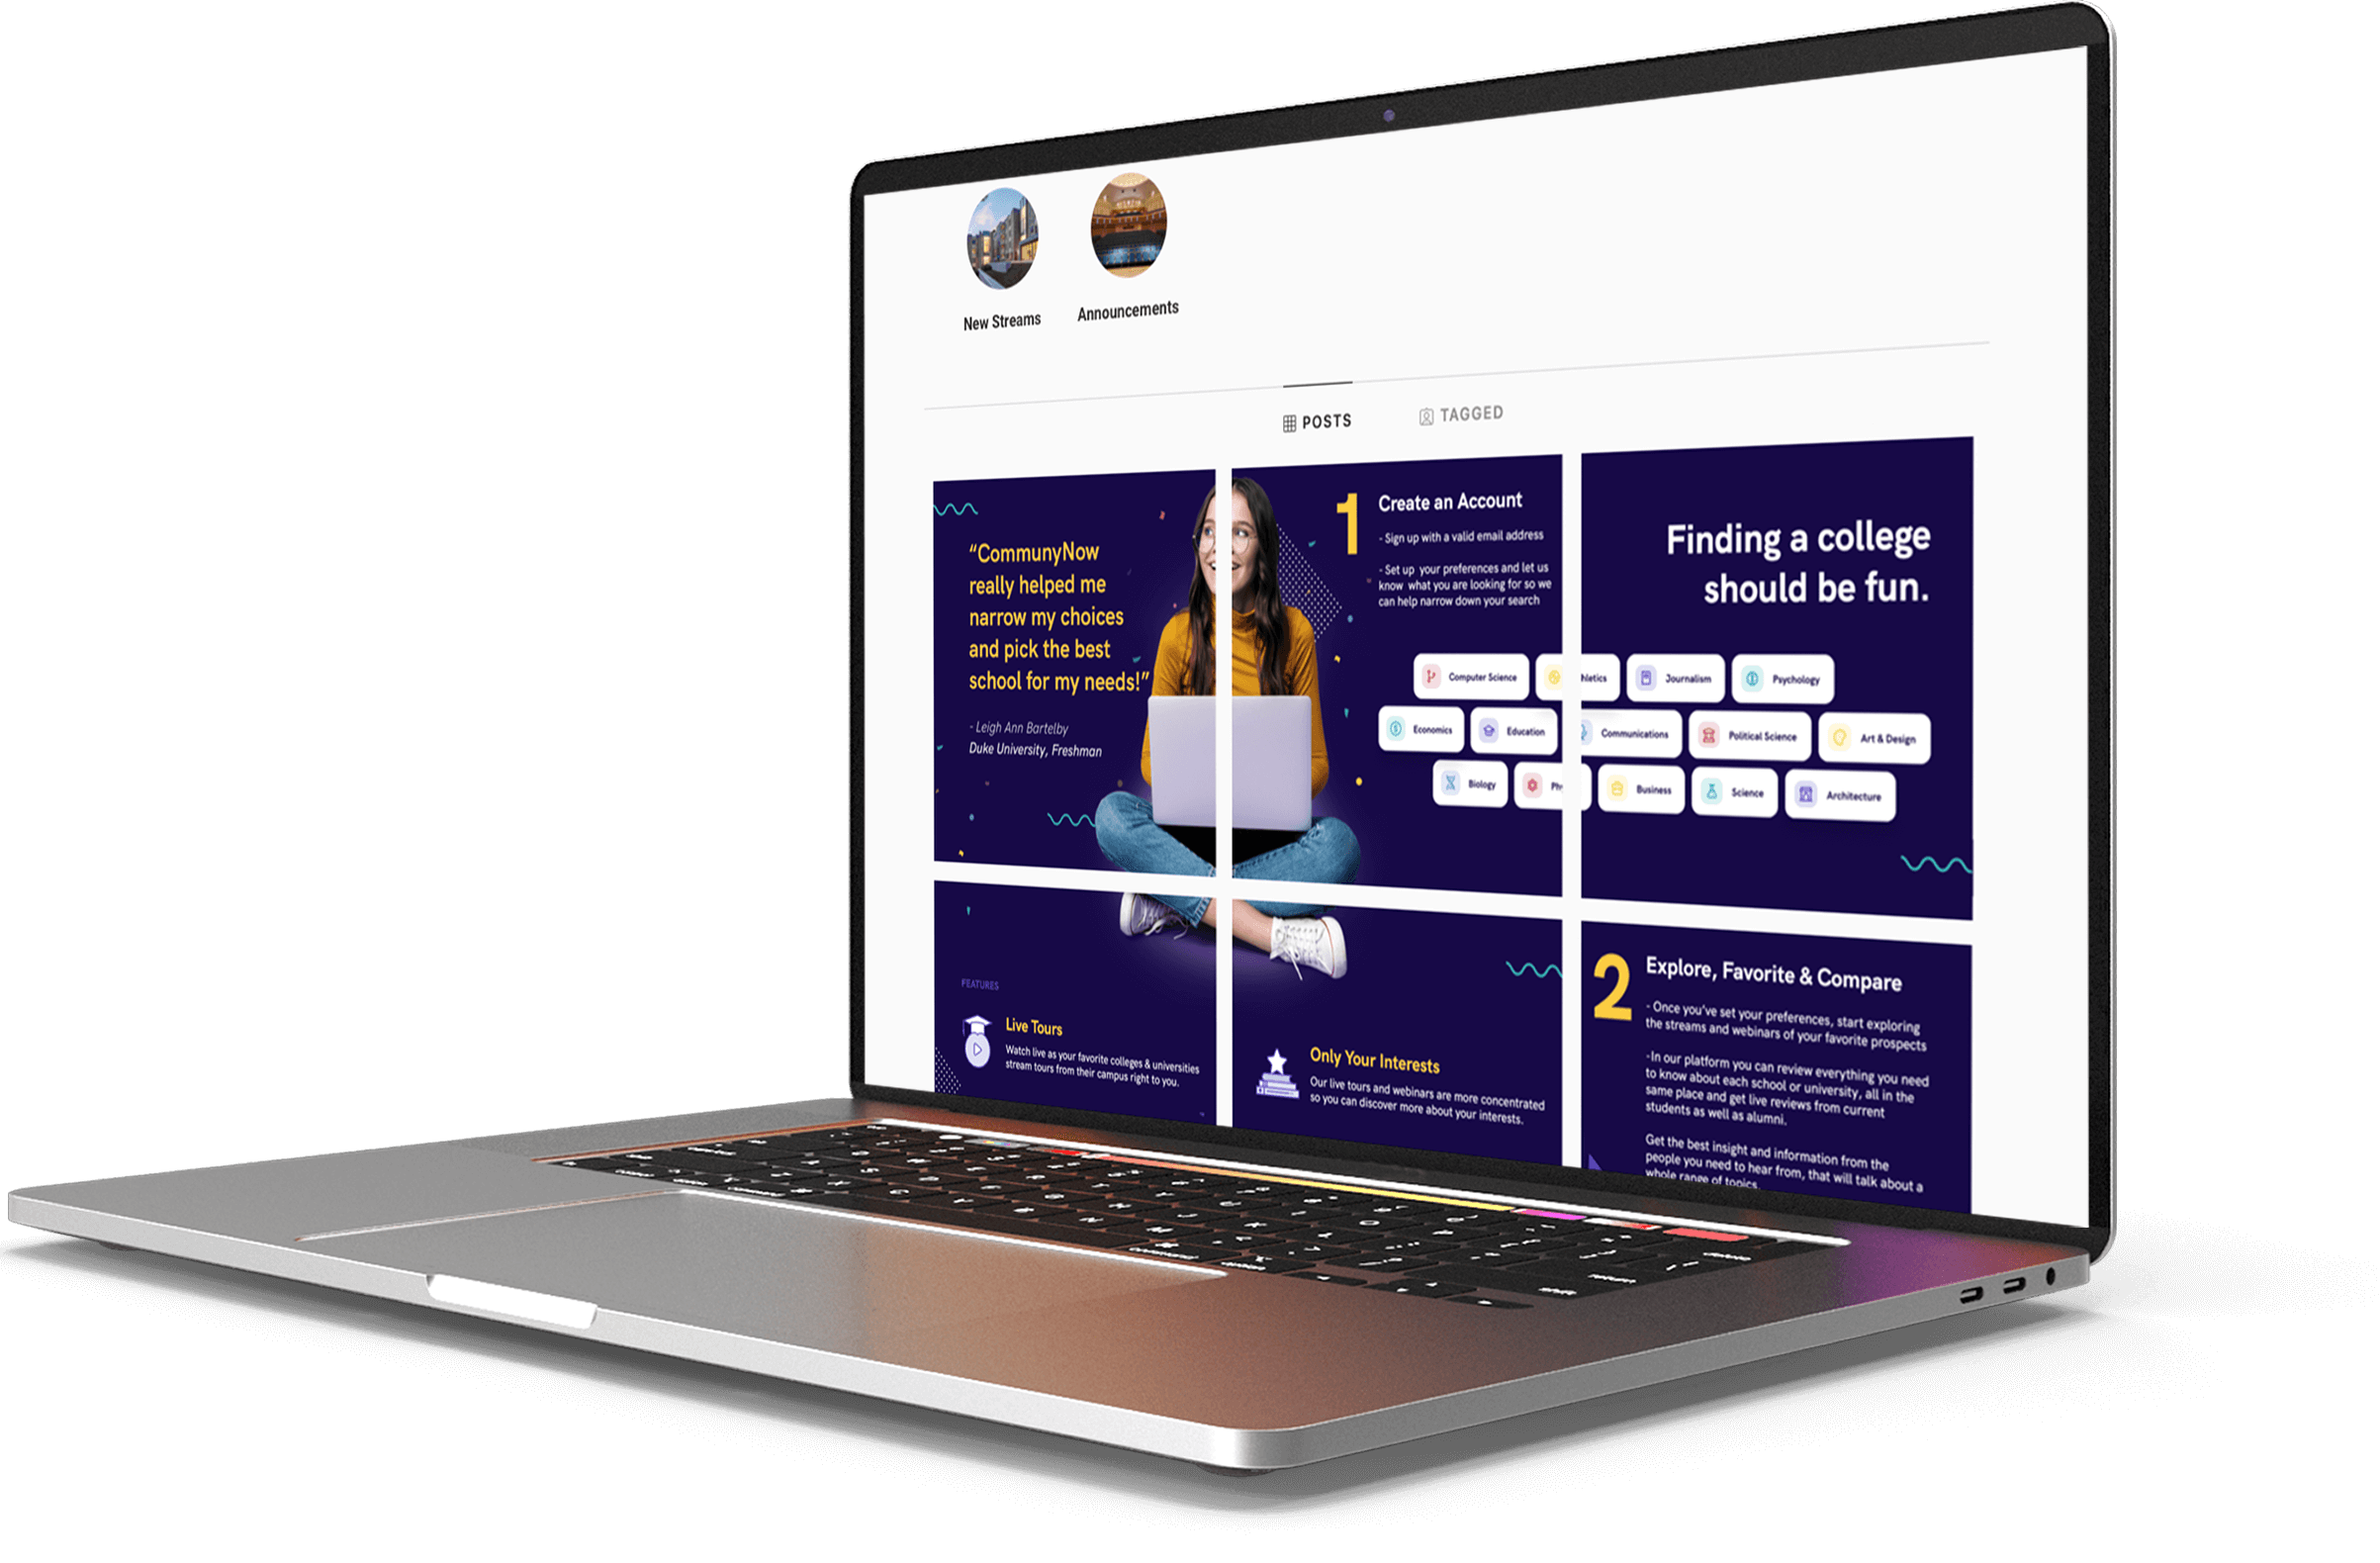 New Streams
Announcements
POSTS
TAGGED
“CommunyNow
really helped me
narrow my choices
and pick the best
school for my needs!”
- Leigh Ann Bartelby
Duke University, Freshman
1
Create an Account
- Sign up with a valid email address
- Set up your preferences and let us
know what you are looking for so we
can help narrow down your search
Finding a college
should be fun.
Computer Science
hletics
Journalism
Psychology
Economics
Education
Communications
Political Science
Art & Design
Biology
Ph
Business
Science
Architecture
FEATURES
Live Tours
Watch live as your favorite colleges & universities
stream tours from their campus right to you.
Only Your Interests
Our live tours and webinars are more concentrated
so you can discover more about your interests.
2
Explore, Favorite & Compare
- Once you’ve set your preferences, start exploring
the streams and webinars of your favorite prospects
-In our platform you can review everything you need
to know about each school or university, all in the
same place and get live reviews from current
students as well as alumni.
Get the best insight and information from the
people you need to hear from, that will talk about a
whole range of topics.
command
option
delete
return
shift